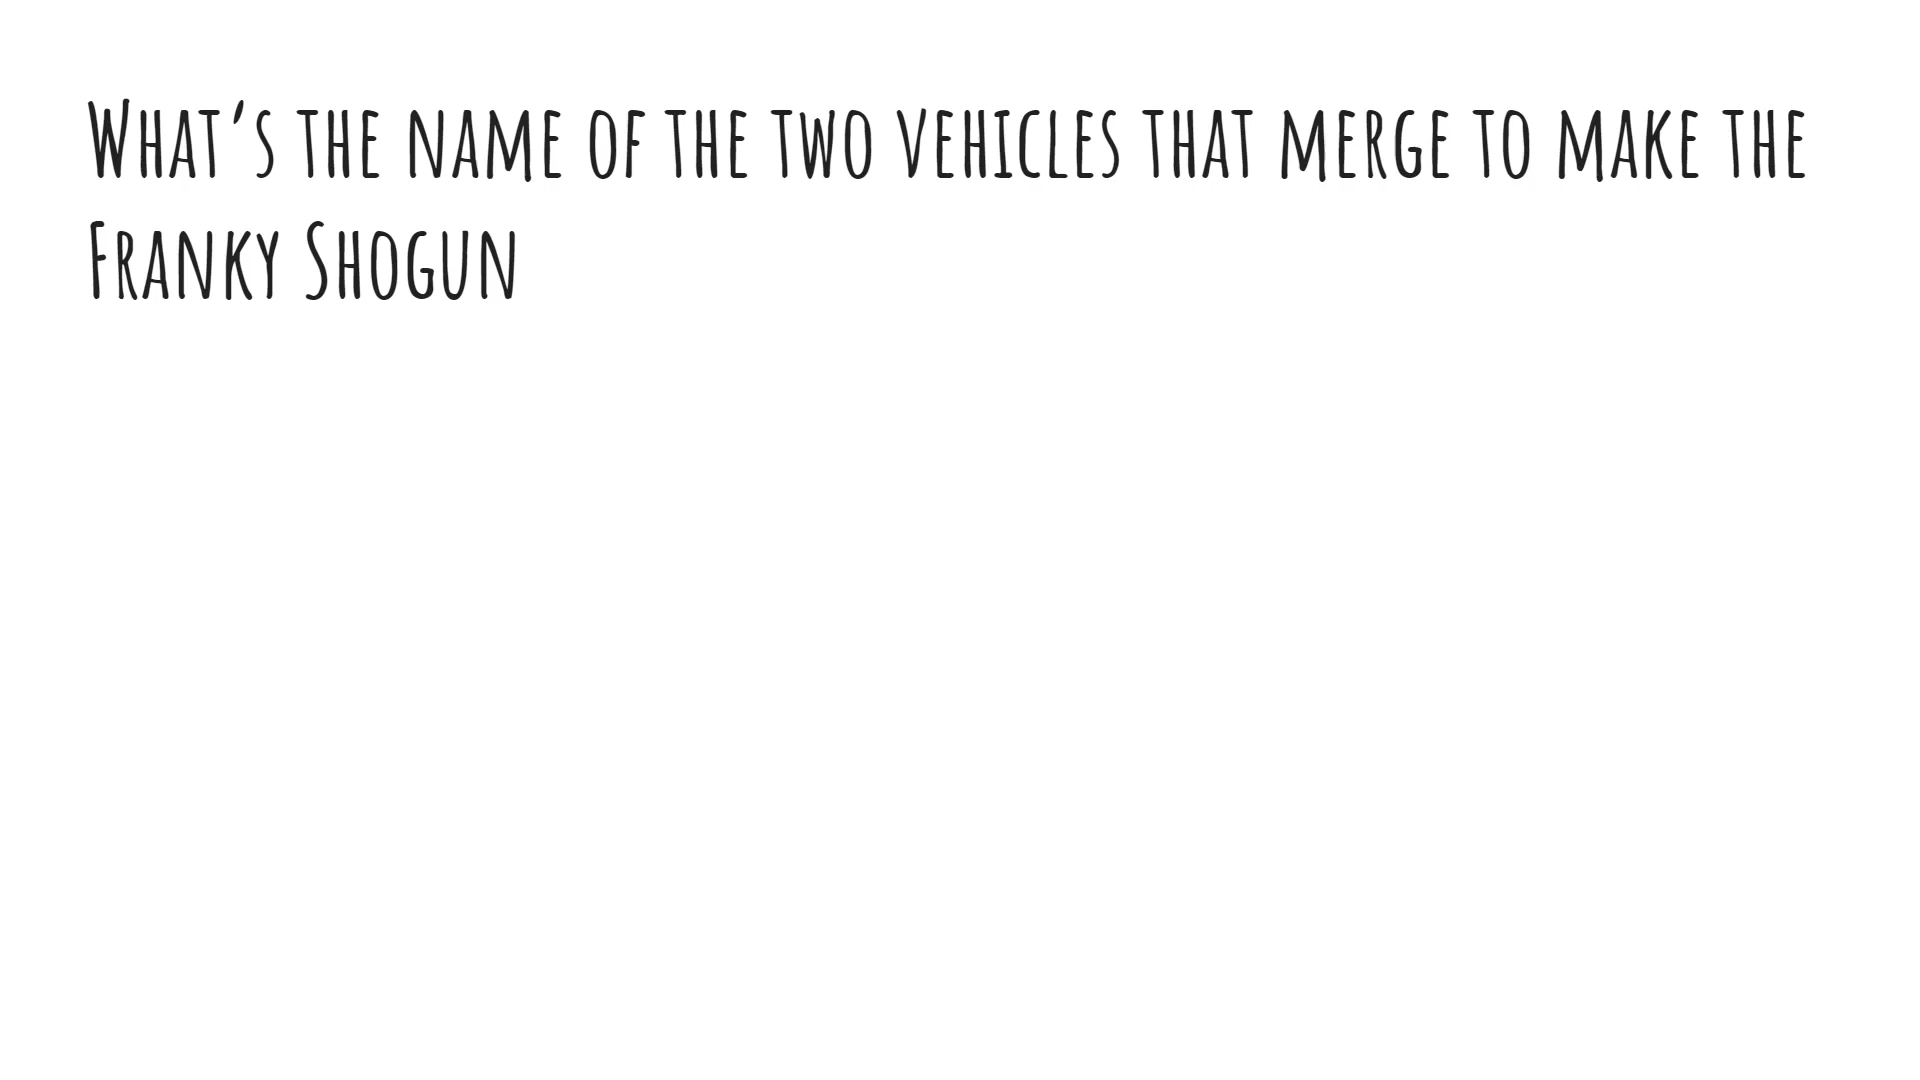 What's the name of the two vehicles that merge to make the
Franky Shogun